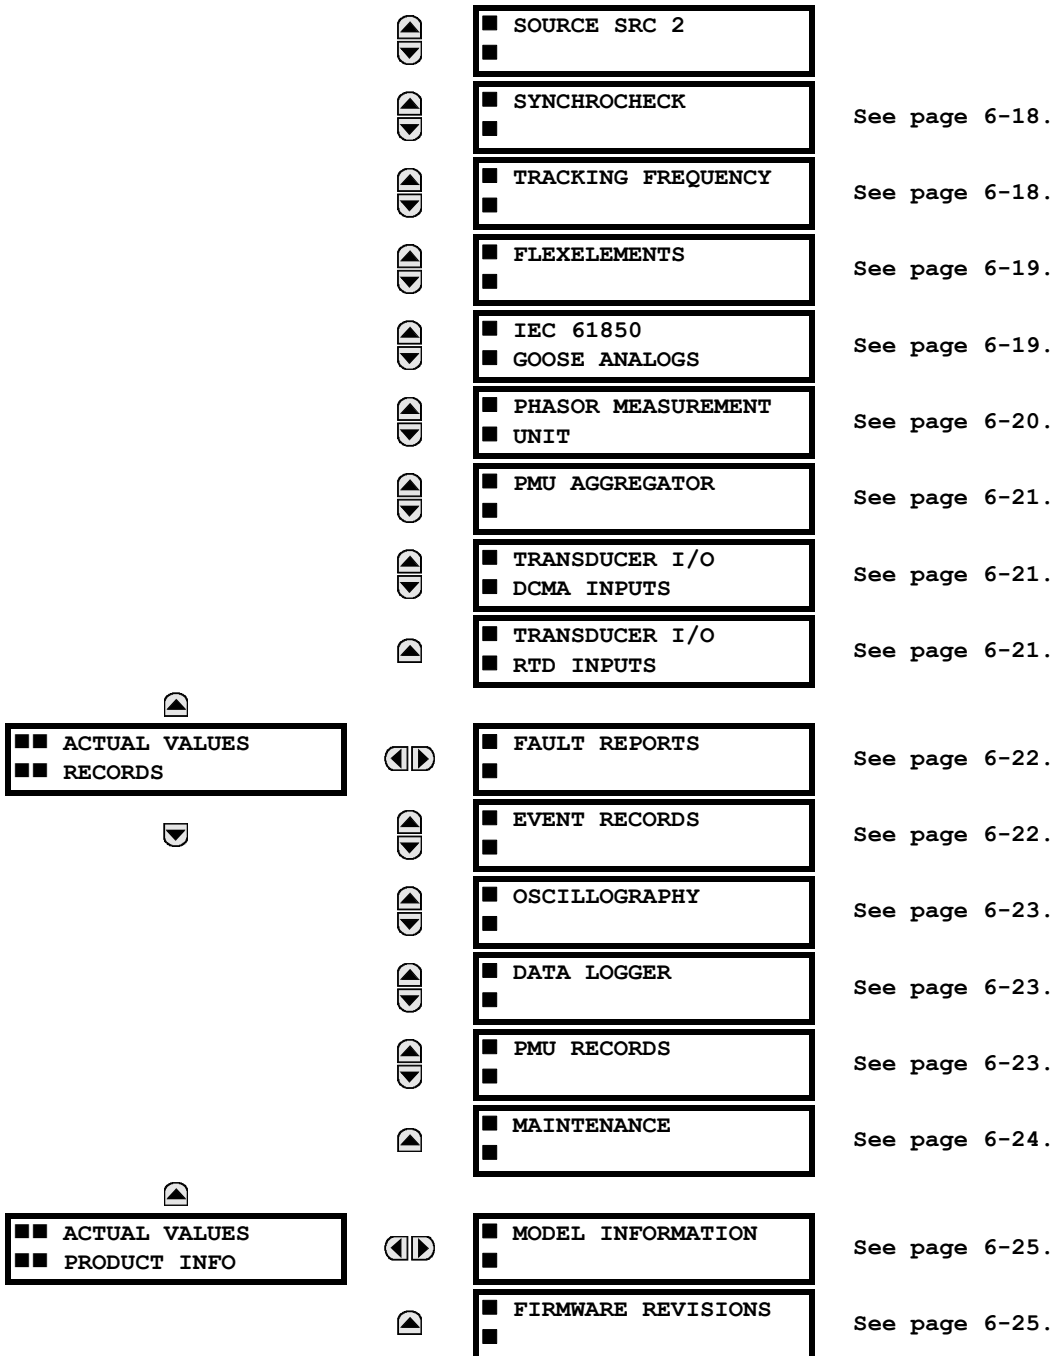 SOURCE SRC 2
SYNCHROCHECK
See page 6-18.
TRACKING FREQUENCY
See page 6-18.
FLEXELEMENTS
See page 6-19.
IEC 61850
GOOSE ANALOGS
See page 6-19.
PHASOR MEASUREMENT
UNIT
See page 6-20.
PMU AGGREGATOR
See page 6-21.
TRANSDUCER I/O
DCMA INPUTS
See page 6-21.
TRANSDUCER I/O
RTD INPUTS
See page 6-21.
ACTUAL VALUES
RECORDS
FAULT REPORTS
See page 6-22.
EVENT RECORDS
See page 6-22.
OSCILLOGRAPHY
See page 6-23.
DATA LOGGER
See page 6-23.
PMU RECORDS
See page 6-23.
MAINTENANCE
See page 6-24.
ACTUAL VALUES
PRODUCT INFO
MODEL INFORMATION
See page 6-25.
FIRMWARE REVISIONS
See page 6-25.